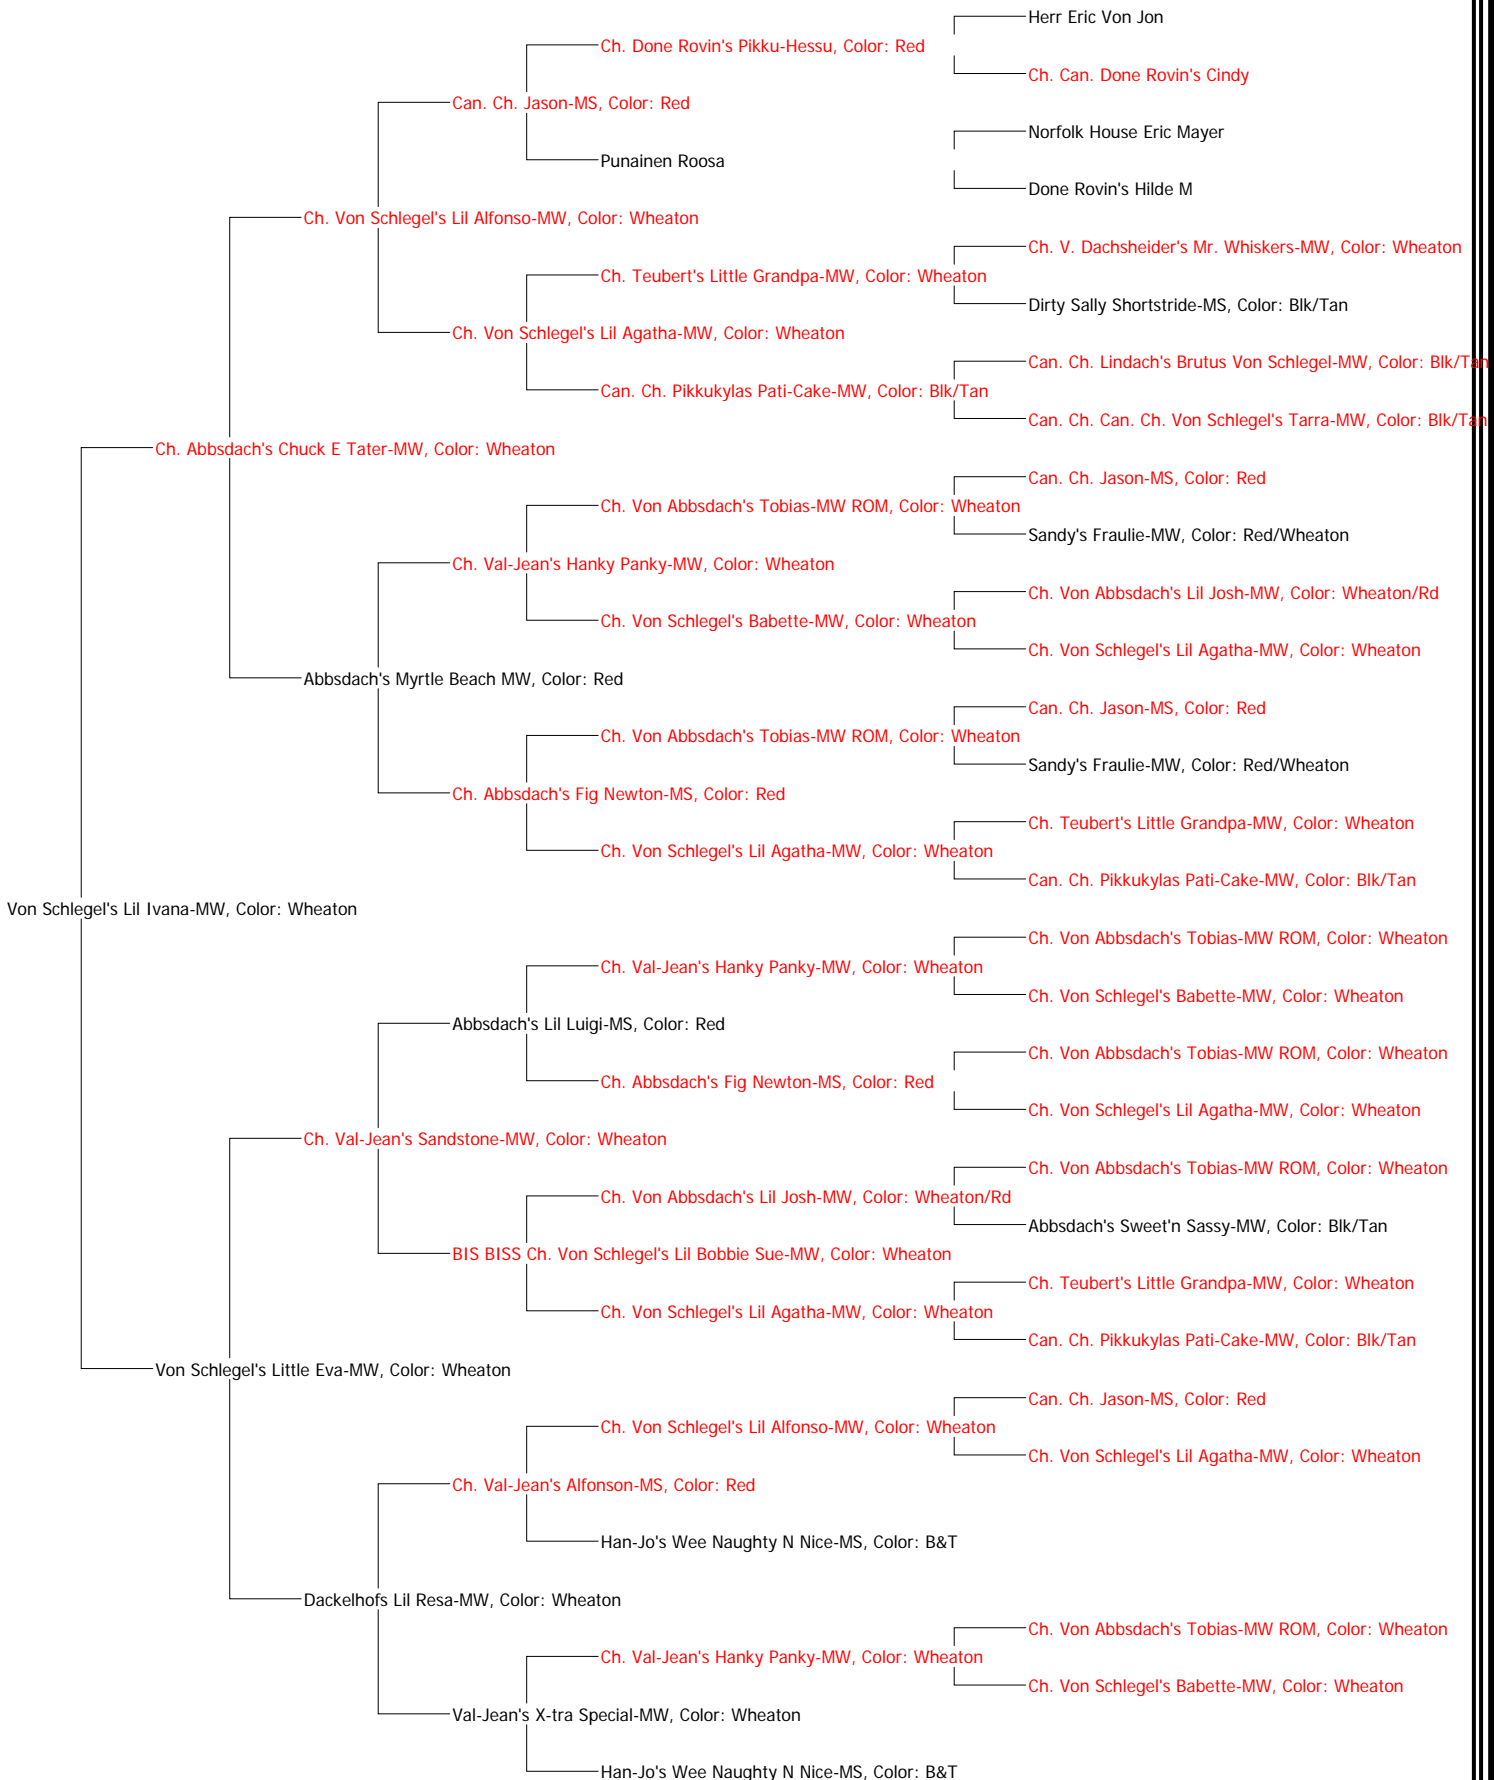 Herr Eric Von Jon
Ch. Done Rovin's Pikku-Hessu, Color: Red
Ch. Can. Done Rovin's Cindy
Can. Ch. Jason-MS, Color: Red
Norfolk House Eric Mayer
Punainen Roosa
Done Rovin's Hilde M
Ch. Von Schlegel's Lil Alfonso-MW, Color: Wheaton
Ch. V. Dachsheider's Mr. Whiskers-MW, Color: Wheaton
Ch. Teubert's Little Grandpa-MW, Color: Wheaton
Dirty Sally Shortstride-MS, Color: Blk/Tan
Ch. Von Schlegel's Lil Agatha-MW, Color: Wheaton
Can. Ch. Lindach's Brutus Von Schlegel-MW, Color: Blk/Tan
Can. Ch. Pikkukylas Pati-Cake-MW, Color: Blk/Tan
Can. Ch. Can. Ch. Von Schlegel's Tarra-MW, Color: Blk/Tan
Ch. Abbsdach's Chuck E Tater-MW, Color: Wheaton
Can. Ch. Jason-MS, Color: Red
Ch. Von Abbsdach's Tobias-MW ROM, Color: Wheaton
Sandy's Fraulie-MW, Color: Red/Wheaton
Ch. Val-Jean's Hanky Panky-MW, Color: Wheaton
Ch. Von Abbsdach's Lil Josh-MW, Color: Wheaton/Rd
Ch. Von Schlegel's Babette-MW, Color: Wheaton
Ch. Von Schlegel's Lil Agatha-MW, Color: Wheaton
Abbsdach's Myrtle Beach MW, Color: Red
Can. Ch. Jason-MS, Color: Red
Ch. Von Abbsdach's Tobias-MW ROM, Color: Wheaton
Sandy's Fraulie-MW, Color: Red/Wheaton
Ch. Abbsdach's Fig Newton-MS, Color: Red
Ch. Teubert's Little Grandpa-MW, Color: Wheaton
Ch. Von Schlegel's Lil Agatha-MW, Color: Wheaton
Can. Ch. Pikkukylas Pati-Cake-MW, Color: Blk/Tan
Von Schlegel's Lil Ivana-MW, Color: Wheaton
Ch. Von Abbsdach's Tobias-MW ROM, Color: Wheaton
Ch. Val-Jean's Hanky Panky-MW, Color: Wheaton
Ch. Von Schlegel's Babette-MW, Color: Wheaton
Abbsdach's Lil Luigi-MS, Color: Red
Ch. Von Abbsdach's Tobias-MW ROM, Color: Wheaton
Ch. Abbsdach's Fig Newton-MS, Color: Red
Ch. Von Schlegel's Lil Agatha-MW, Color: Wheaton
Ch. Val-Jean's Sandstone-MW, Color: Wheaton
Ch. Von Abbsdach's Tobias-MW ROM, Color: Wheaton
Ch. Von Abbsdach's Lil Josh-MW, Color: Wheaton/Rd
Abbsdach's Sweet'n Sassy-MW, Color: Blk/Tan
BIS BISS Ch. Von Schlegel's Lil Bobbie Sue-MW, Color: Wheaton
Ch. Teubert's Little Grandpa-MW, Color: Wheaton
Ch. Von Schlegel's Lil Agatha-MW, Color: Wheaton
Can. Ch. Pikkukylas Pati-Cake-MW, Color: Blk/Tan
Von Schlegel's Little Eva-MW, Color: Wheaton
Can. Ch. Jason-MS, Color: Red
Ch. Von Schlegel's Lil Alfonso-MW, Color: Wheaton
Ch. Von Schlegel's Lil Agatha-MW, Color: Wheaton
Ch. Val-Jean's Alfonson-MS, Color: Red
Han-Jo's Wee Naughty N Nice-MS, Color: B&T
Dackelhofs Lil Resa-MW, Color: Wheaton
Ch. Von Abbsdach's Tobias-MW ROM, Color: Wheaton
Ch. Val-Jean's Hanky Panky-MW, Color: Wheaton
Ch. Von Schlegel's Babette-MW, Color: Wheaton
Val-Jean's X-tra Special-MW, Color: Wheaton
Han-Jo's Wee Naughty N Nice-MS, Color: B&T